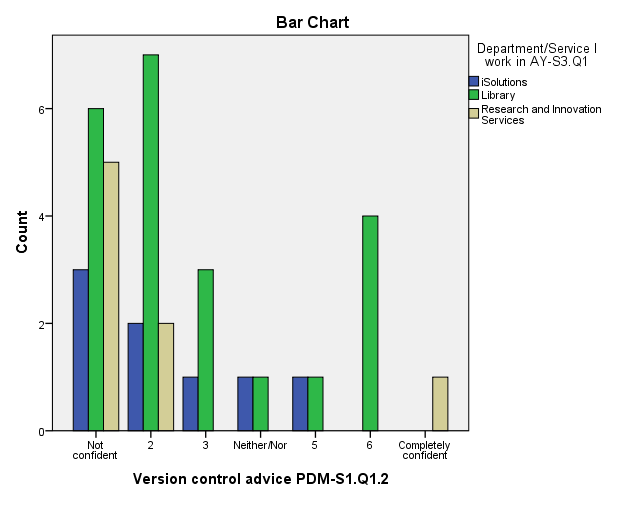 Bar Chart
Department/Service I
work in AY-S3.Q1
iSolutions
Library
Research and Innovation
Services
Count
6
4
2
0
Not
confident
2
3
Neither/Nor
5
6
Completely
confident
Version control advice PDM-S1.Q1.2